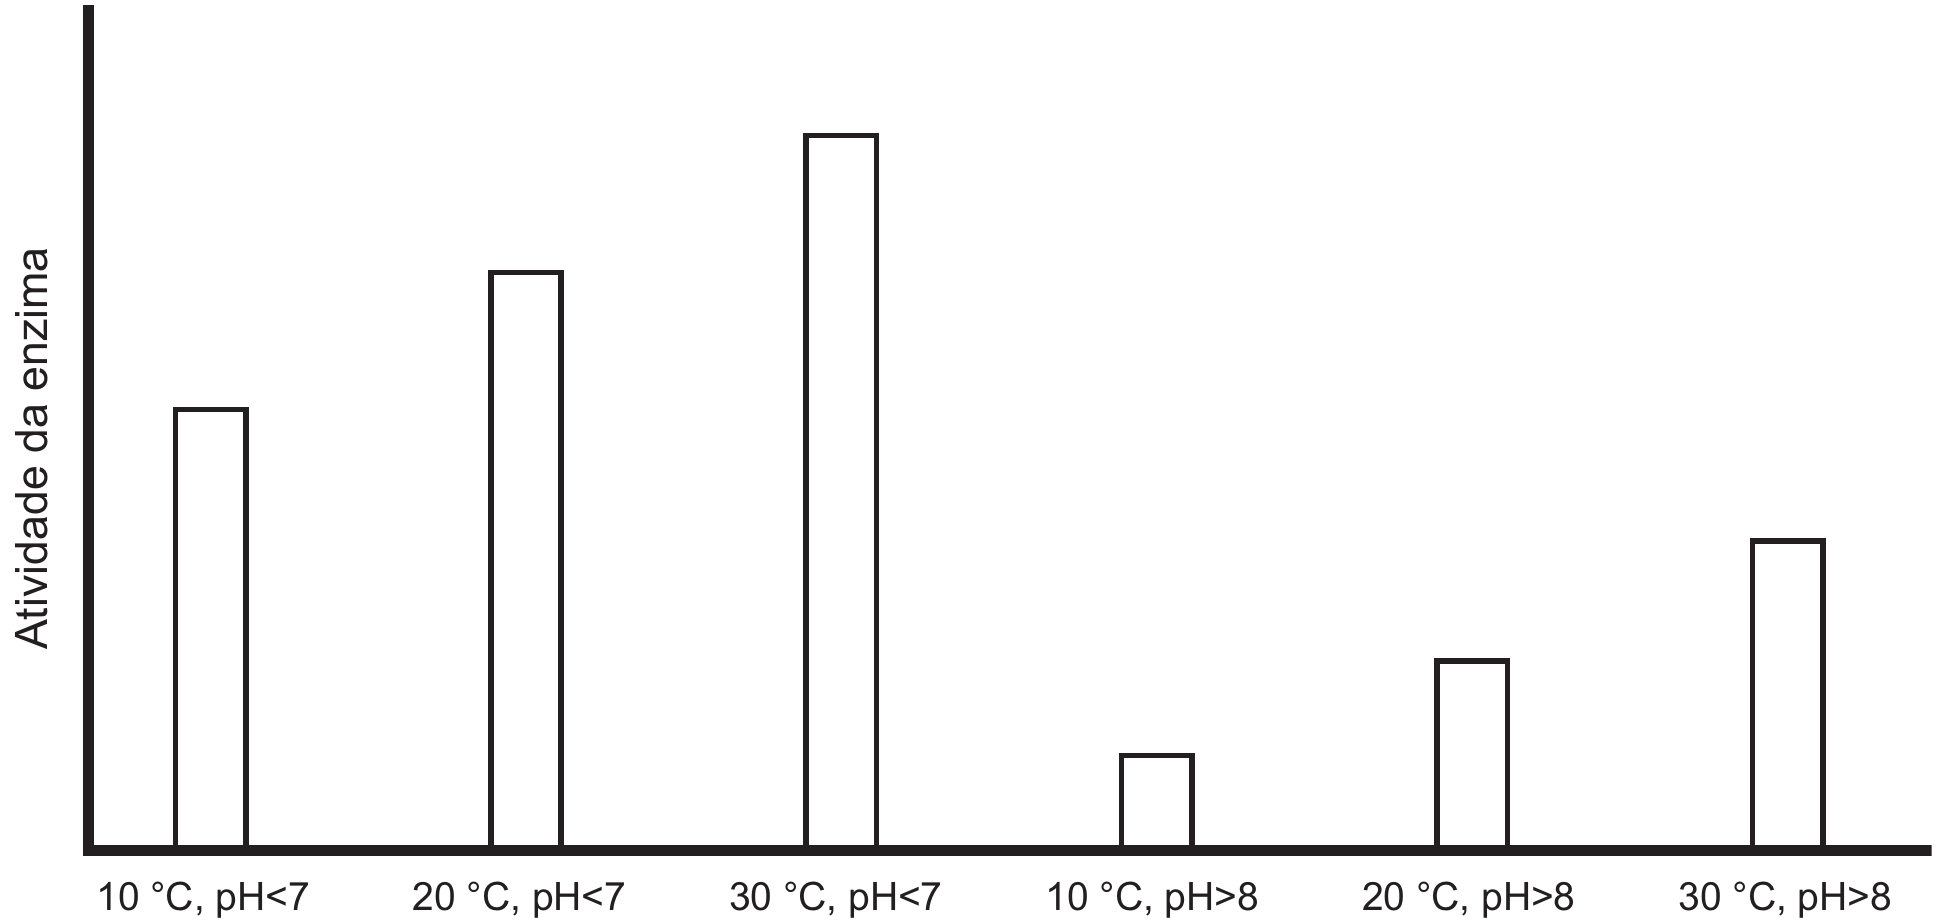 Atividade da enzima
10 °C, pH<7
20 °C, pH<7
30 °C, pH<7
10 °C, pH>8
20 °C, pH>8
30 °C, pH>8